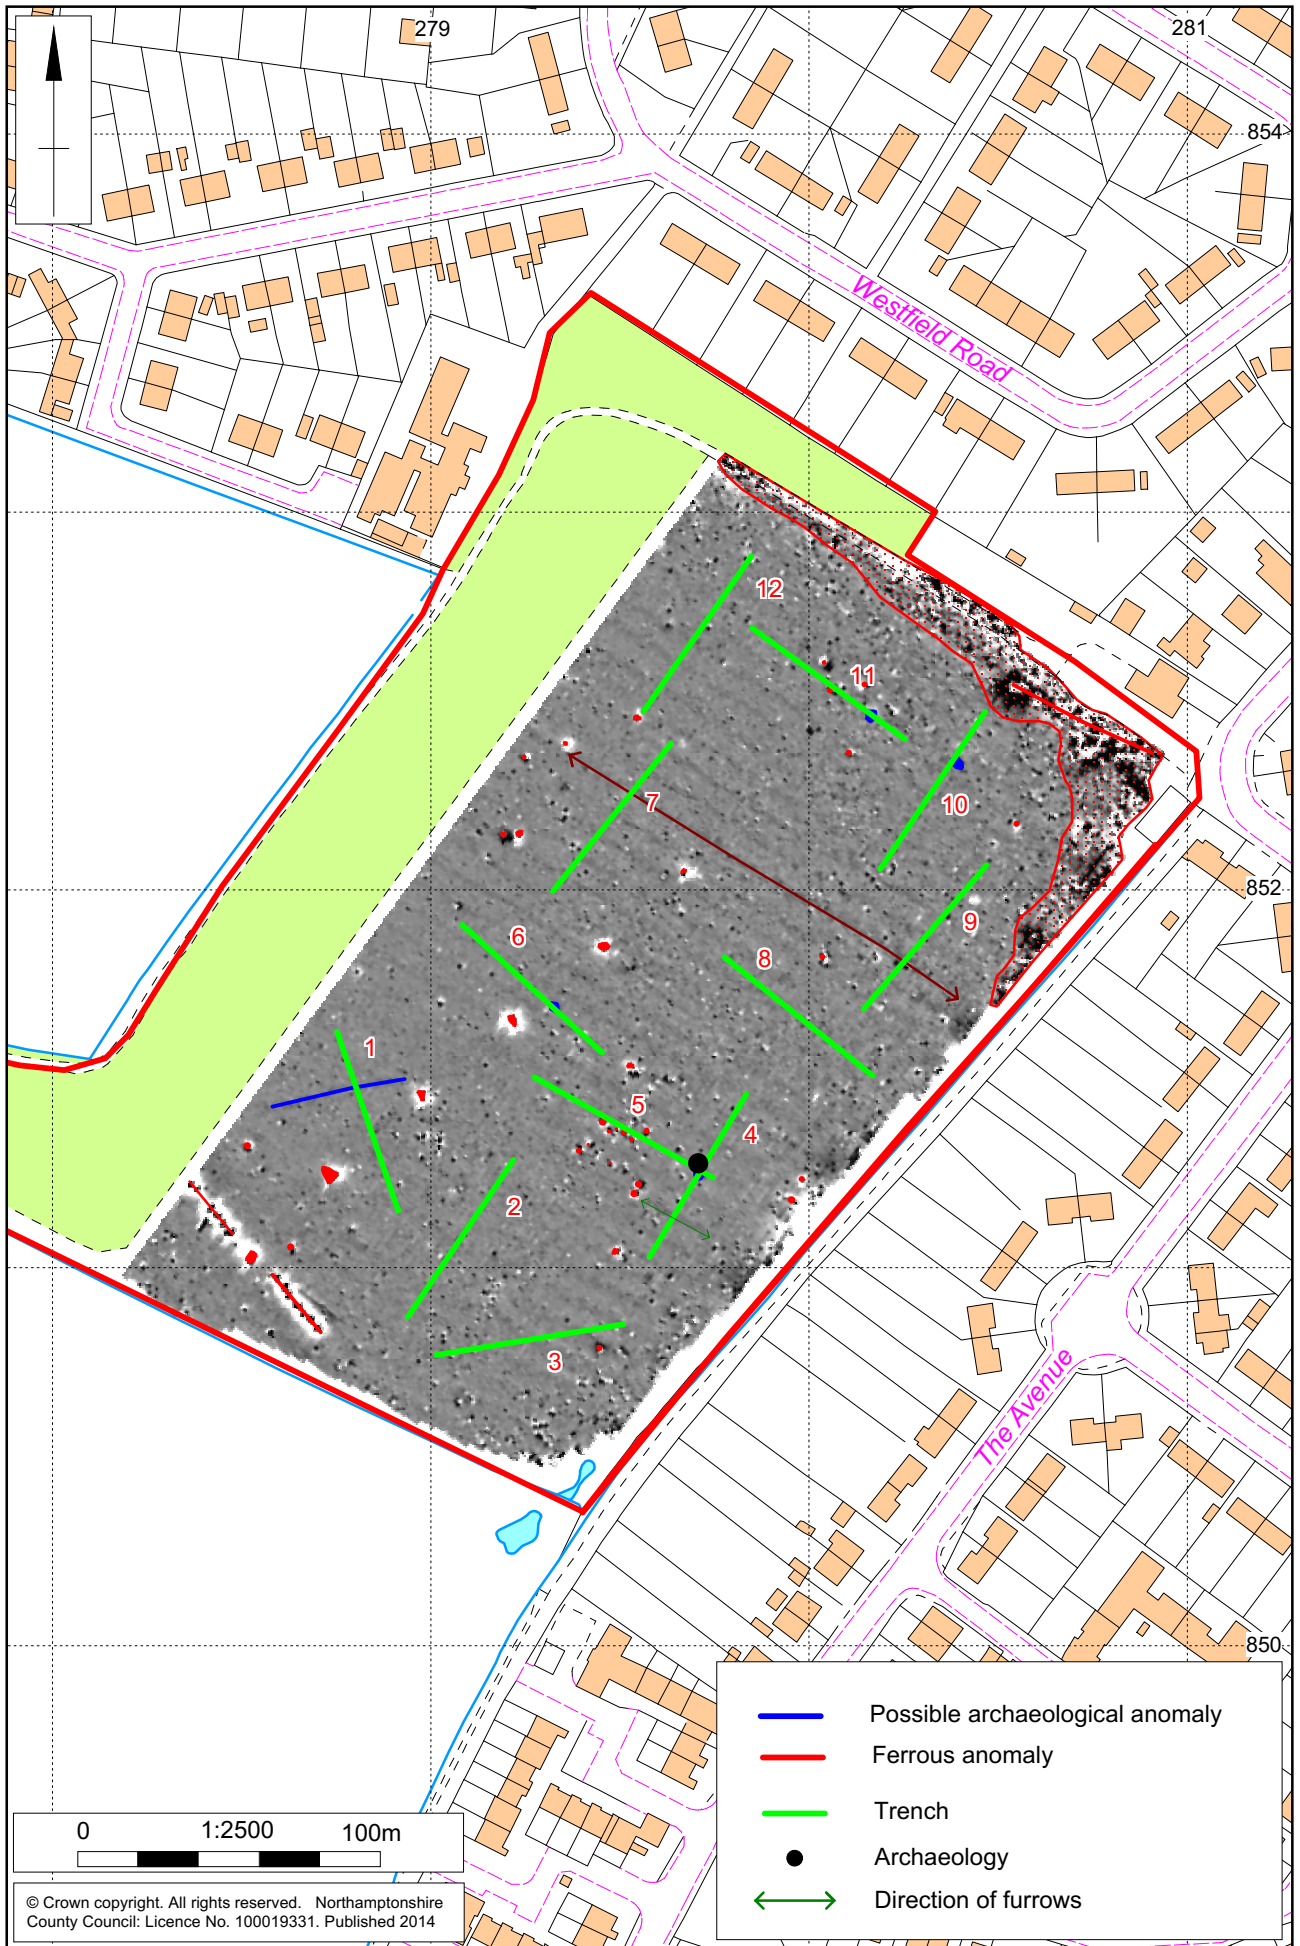 279
281
854
Westfield Road
12
11
7
10
852
9
6
8
1
5
4
2
3
The Avenue
850
Possible archaeological anomaly
Ferrous anomaly
Trench
Archaeology
Direction of furrows
0 1:2500 100m
© Crown copyright. All rights reserved. Northamptonshire
County Council: Licence No. 100019331. Published 2014